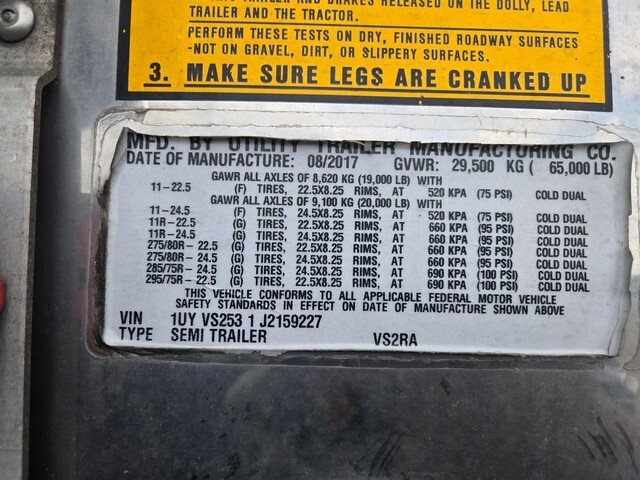 TRAILER AND BRAKES RELEASED ON THE DOLLY, LEAD
TRAILER AND THE TRACTOR.
PERFORM THESE TESTS ON DRY, FINISHED ROADWAY SURFACES
-NOT ON GRAVEL, DIRT, OR SLIPPERY SURFACES.
3. MAKE SURE LEGS ARE CRANKED UP
MFD. BY UTILITY TRAILER MANUFACTURING CO.
DATE OF MANUFACTURE: 08/2017 GVWR: 29,500 KG ( 65,000 LB)
GAWR ALL AXLES OF 8,620 KG (19,000 LB) WITH
11-22.5 (F) TIRES, 22.5X8.25 RIMS, AT 520 KPA (75 PSI) COLD DUAL
GAWR ALL AXLES OF 9,100 KG (20,000 LB) WITH
11-24.5 (F) TIRES, 24.5X8.25 RIMS, AT 520 KPA (75 PSI) COLD DUAL
11R-22.5 (G) TIRES, 22.5X8.25 RIMS, AT 660 KPA (95 PSI) COLD DUAL
11R-24.5 (G) TIRES, 24.5X8.25 RIMS, AT 660 KPA (95 PSI) COLD DUAL
275/80R-22.5 (G) TIRES, 22.5X8.25 RIMS, AT 660 KPA (95 PSI) COLD DUAL
275/80R-24.5 (G) TIRES, 24.5X8.25 RIMS, AT 660 KPA (95 PSI) COLD DUAL
285/75R-24.5 (G) TIRES, 24.5X8.25 RIMS, AT 690 KPA (100 PSI) COLD DUAL
295/75R-22.5 (G) TIRES, 22.5X8.25 RIMS, AT 690 KPA (100 PSI) COLD DUAL
THIS VEHICLE CONFORMS TO ALL APPLICABLE FEDERAL MOTOR VEHICLE
SAFETY STANDARDS IN EFFECT ON DATE OF MANUFACTURE SHOWN ABOVE
VIN 1UY VS253 1 J2159227
TYPE SEMI TRAILER VS2RA